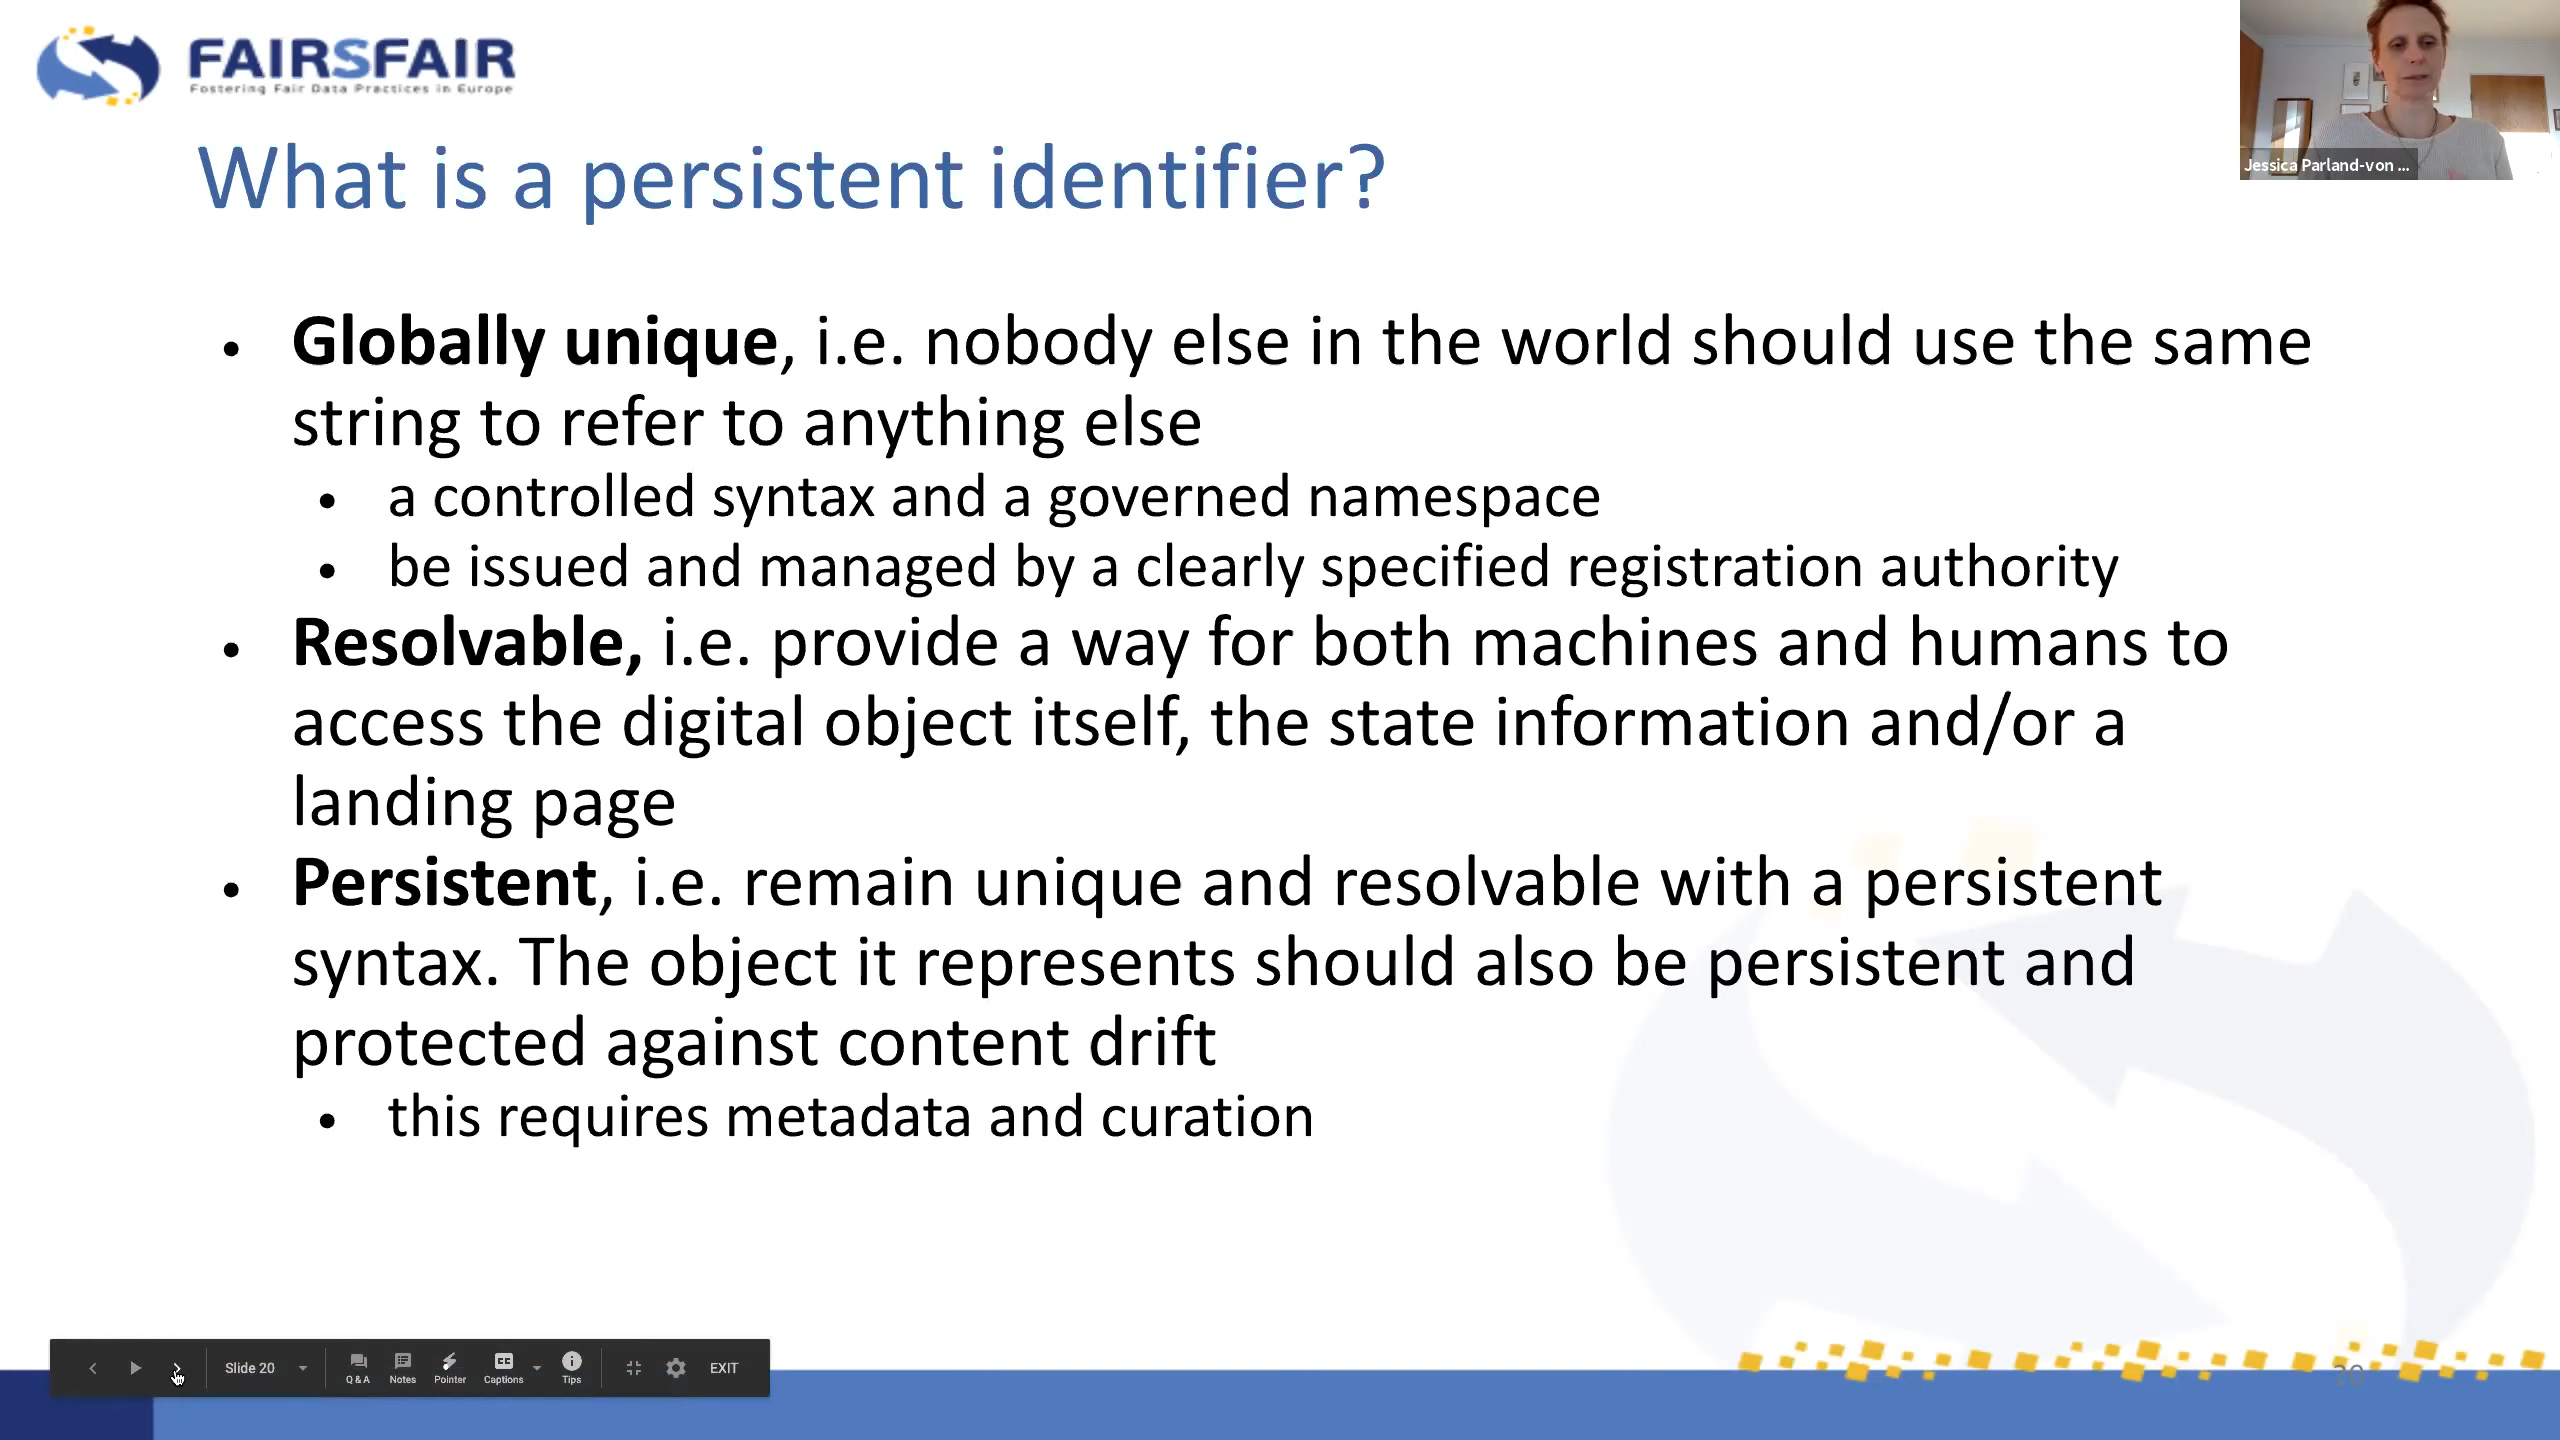 FAIRSFAIR
Fostering Fair Data Practices in Europe
Jessica Parland-von ...
What is a persistent identifier?
• Globally unique, i.e. nobody else in the world should use the same
string to refer to anything else
• a controlled syntax and a governed namespace
• be issued and managed by a clearly specified registration authority
• Resolvable, i.e. provide a way for both machines and humans to
access the digital object itself, the state information and/or a
landing page
• Persistent, i.e. remain unique and resolvable with a persistent
syntax. The object it represents should also be persistent and
protected against content drift
• this requires metadata and curation
Slide 20
Q & A
Notes
Pointer
CC
Captions
Tips
EXIT
20